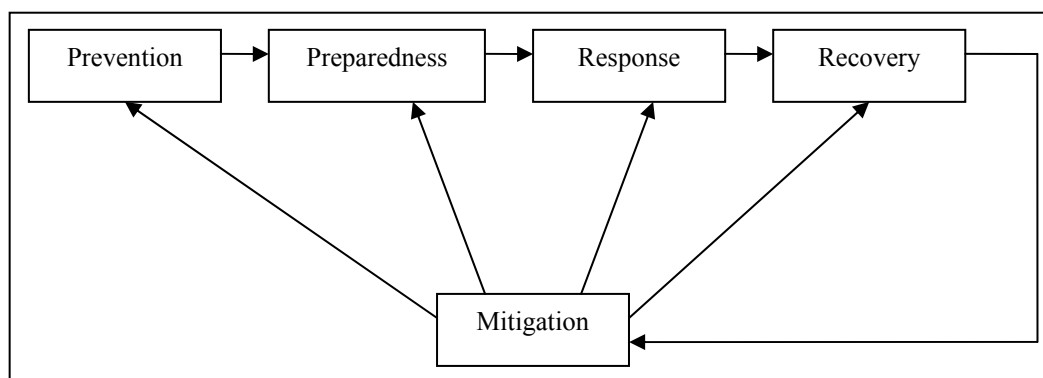 Prevention
Preparedness
Response
Recovery
Mitigation